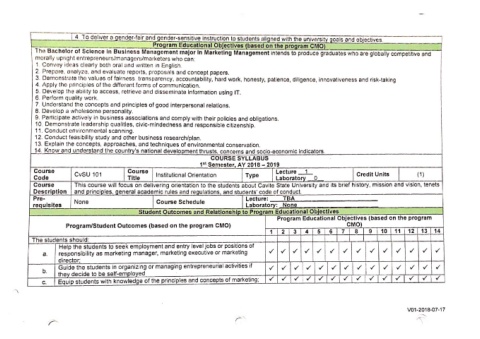 4. To deliver a gender-fair and gender-sensitive instruction to students aligned with the university goals and objectives.
Program Educational Objectives (based on the program CMO)
The Bachelor of Science in Business Management major in Marketing Management intends to produce graduates who are globally competitive and
morally upright entrepreneurs/managers/marketers who can:
1. Convey ideas clearly both oral and written in English.
2. Prepare, analyze, and evaluate reports, proposals and concept papers.
3. Demonstrate the values of fairness, transparency, accountability, hard work, honesty, patience, diligence, innovativeness and risk-taking
4. Apply the principles of the different forms of communication.
5. Develop the ability to access, retrieve and disseminate information using IT.
6. Perform quality work.
7. Understand the concepts and principles of good interpersonal relations.
8. Develop a wholesome personality.
9. Participate actively in business associations and comply with their policies and obligations.
10. Demonstrate leadership qualities, civic-mindedness and responsible citizenship.
11. Conduct environmental scanning.
12. Conduct feasibility study and other business research/plan.
13. Explain the concepts, approaches, and techniques of environmental conservation.
14. Know and understand the country's national development thrusts, concerns and socio-economic indicators
COURSE SYLLABUS
1st Semester, AY 2018 – 2019
Course Code CvSU 101 Course Title Institutional Orientation Type Lecture 1 Laboratory 0 Credit Units (1)
Course Description This course will focus on delivering orientation to the students about Cavite State University and its brief history, mission and vision, tenets
and principles, general academic rules and regulations, and students' code of conduct.
Pre-requisites None Course Schedule Lecture: TBA
Laboratory: None
Student Outcomes and Relationship to Program Educational Objectives
Program/Student Outcomes (based on the program CMO) Program Educational Objectives (based on the program CMO)
1 2 3 4 5 6 7 8 9 10 11 12 13 14
The students should:
a. Help the students to seek employment and entry level jobs or positions of
responsibility as marketing manager, marketing executive or marketing
director; ✓ ✓ ✓ ✓ ✓ ✓ ✓ ✓ ✓ ✓ ✓ ✓ ✓ ✓
b. Guide the students in organizing or managing entrepreneurial activities if
they decide to be self-employed ✓ ✓ ✓ ✓ ✓ ✓ ✓ ✓ ✓ ✓ ✓ ✓ ✓ ✓
c. Equip students with knowledge of the principles and concepts of marketing; ✓ ✓ ✓ ✓ ✓ ✓ ✓ ✓ ✓ ✓ ✓ ✓ ✓ ✓
V01-2018-07-17